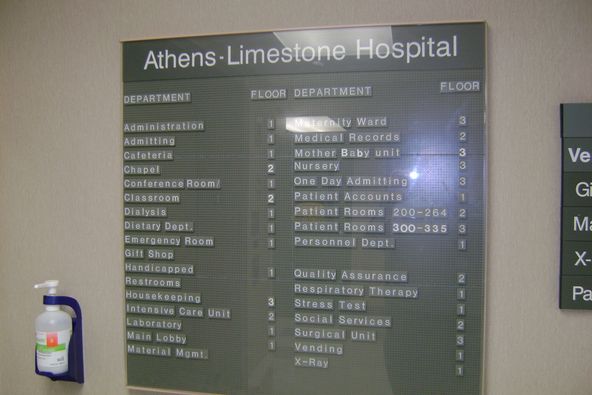 Athens-Limestone Hospital
DEPARTMENT FLOOR
Administration 1
Admitting 1
Cafeteria 1
Chapel 2
Conference Room/ 1
Classroom 2
Dialysis 1
Dietary Dept. 1
Emergency Room 1
Gift Shop
Handicapped 1
Restrooms
Housekeeping 3
Intensive Care Unit 2
Laboratory 1
Main Lobby 1
Material Mgmt.
DEPARTMENT FLOOR
Maternity Ward 3
Medical Records 2
Mother Baby unit 3
Nursery 3
One Day Admitting 3
Patient Accounts 1
Patient Rooms 200-264 2
Patient Rooms 300-335 3
Personnel Dept. 1
Quality Assurance 2
Respiratory Therapy 1
Stress Test 1
Social Services 2
Surgical Unit 3
Vending 1
X-Ray 1
Ve
Gi
Ma
X-
Pa